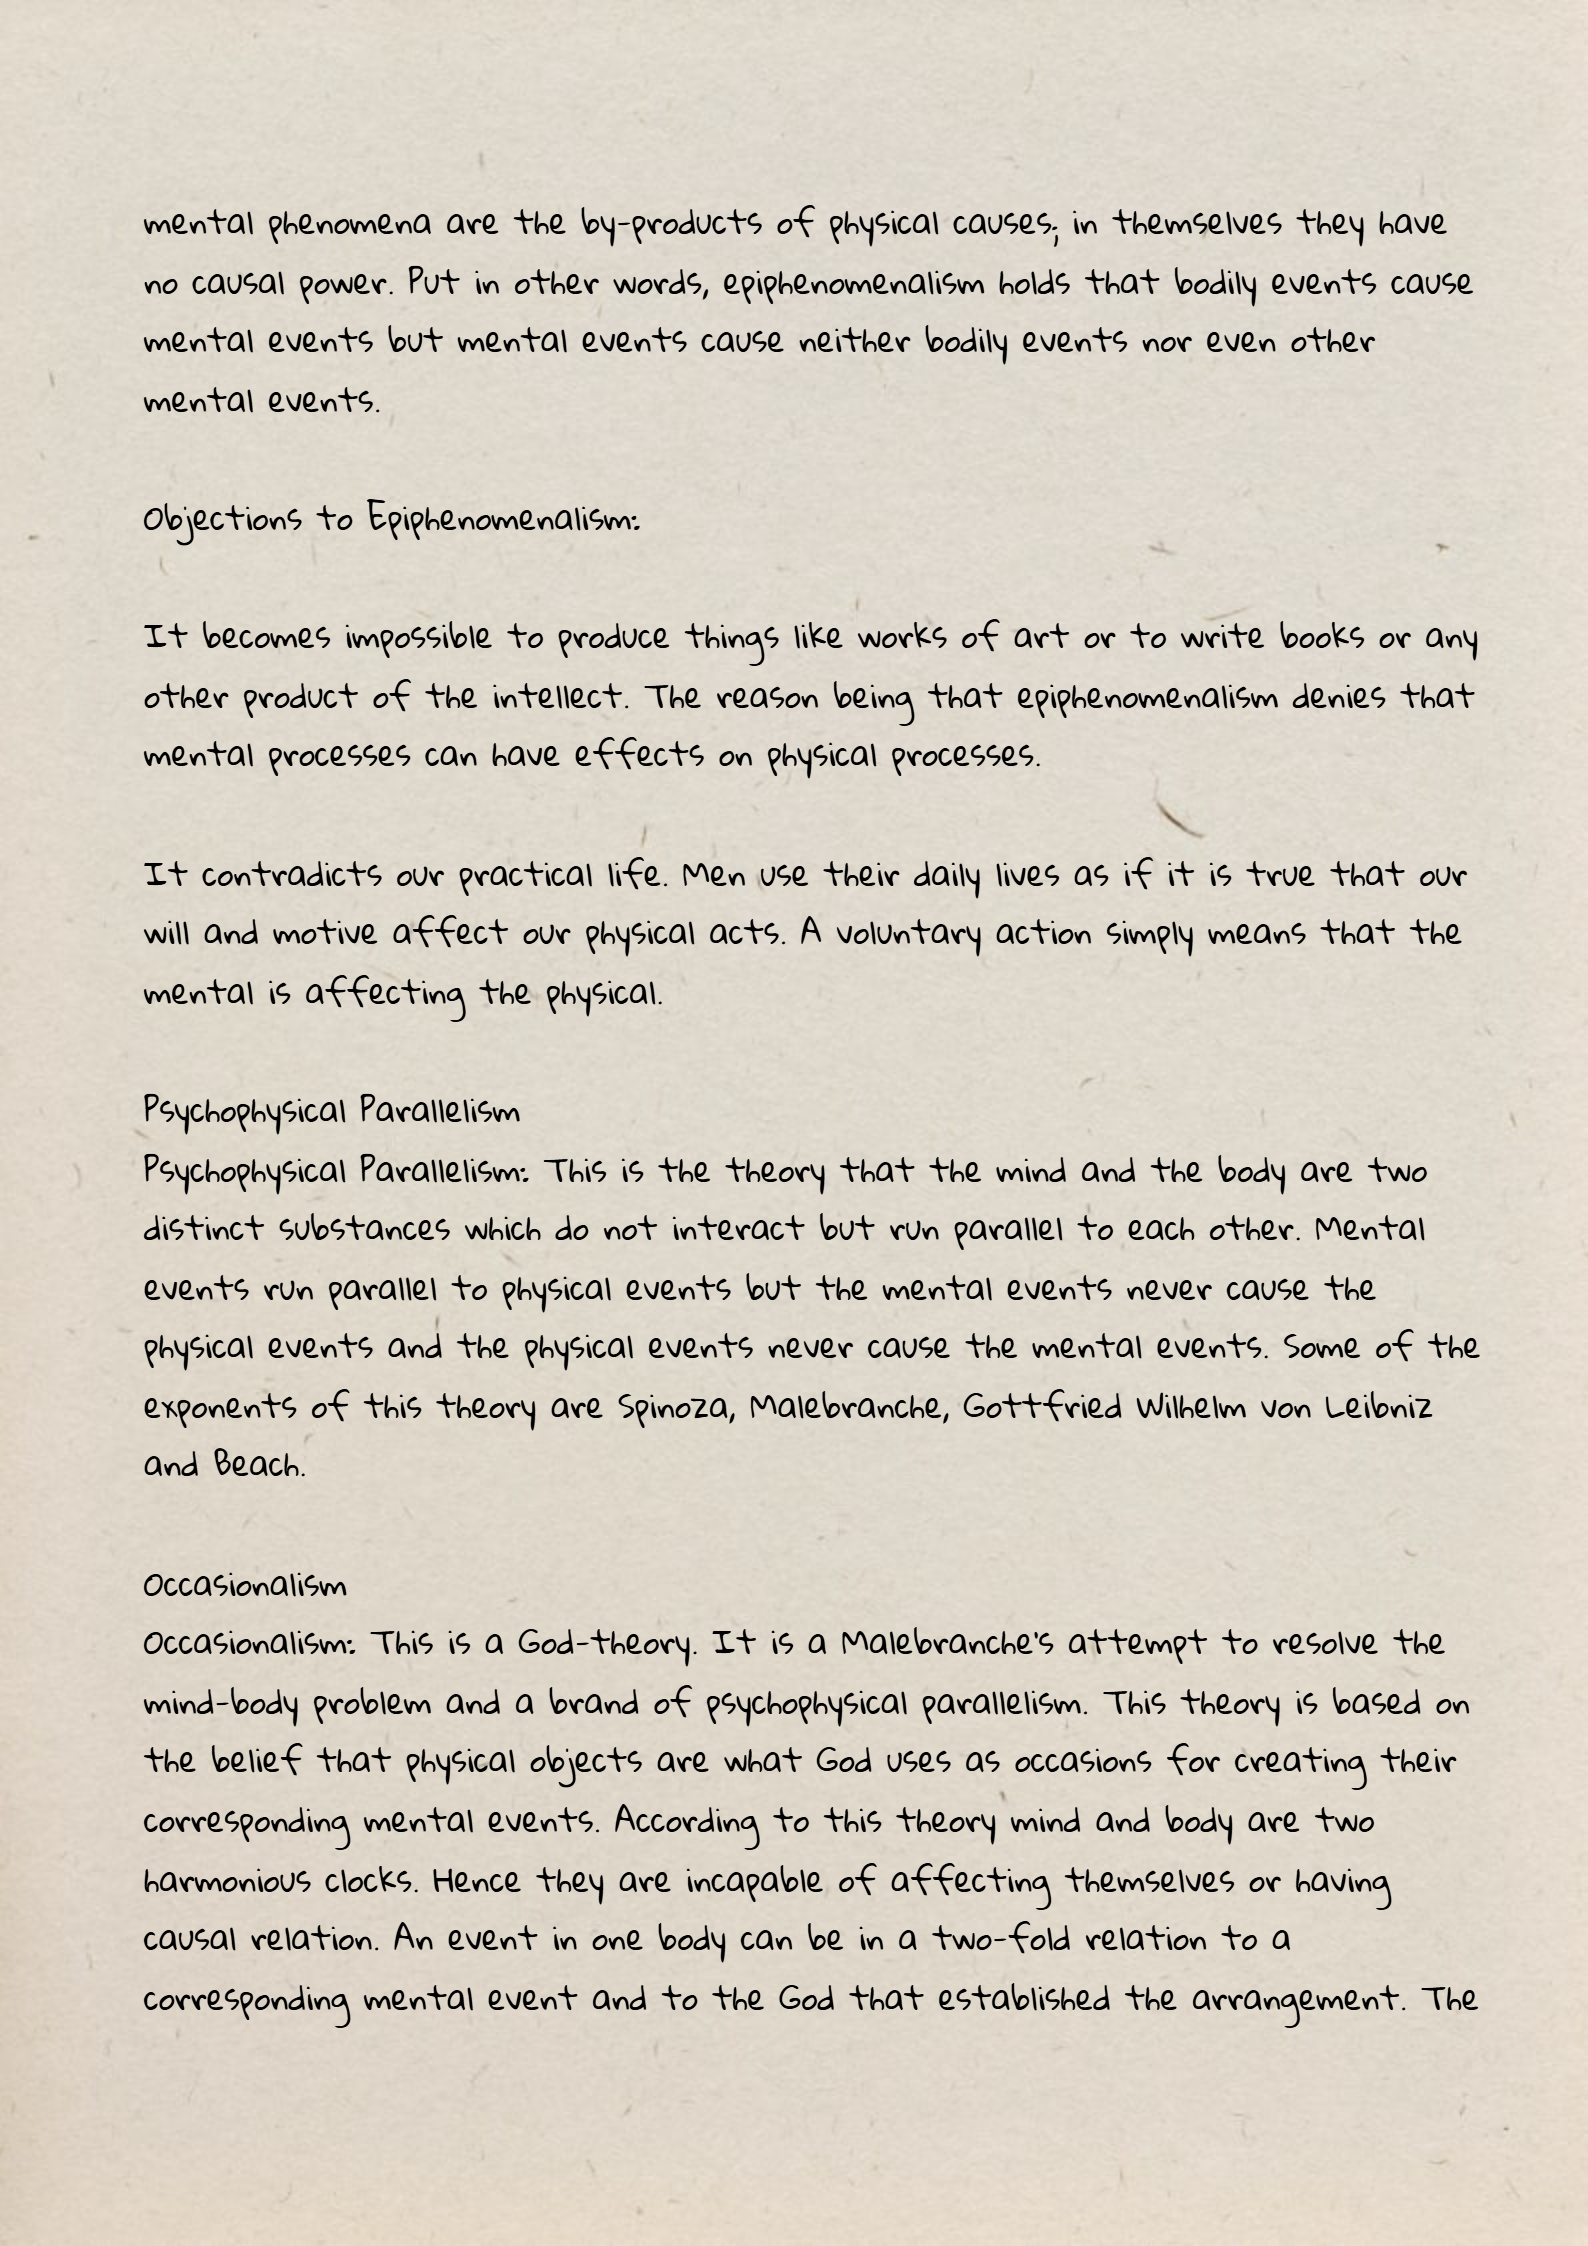 mental phenomena are the by-products of physical causes; in themselves they have
no causal power. Put in other words, epiphenomenalism holds that bodily events cause
mental events but mental events cause neither bodily events nor even other
mental events.
Objections to Epiphenomenalism:
It becomes impossible to produce things like works of art or to write books or any
other product of the intellect. The reason being that epiphenomenalism denies that
mental processes can have effects on physical processes.
It contradicts our practical life. Men use their daily lives as if it is true that our
will and motive affect our physical acts. A voluntary action simply means that the
mental is affecting the physical.
Psychophysical Parallelism
Psychophysical Parallelism: This is the theory that the mind and the body are two
distinct substances which do not interact but run parallel to each other. Mental
events run parallel to physical events but the mental events never cause the
physical events and the physical events never cause the mental events. Some of the
exponents of this theory are Spinoza, Malebranche, Gottfried Wilhelm von Leibniz
and Beach.
Occasionalism
Occasionalism: This is a God-theory. It is a Malebranche's attempt to resolve the
mind-body problem and a brand of psychophysical parallelism. This theory is based on
the belief that physical objects are what God uses as occasions for creating their
corresponding mental events. According to this theory mind and body are two
harmonious clocks. Hence they are incapable of affecting themselves or having
causal relation. An event in one body can be in a two-fold relation to a
corresponding mental event and to the God that established the arrangement. The